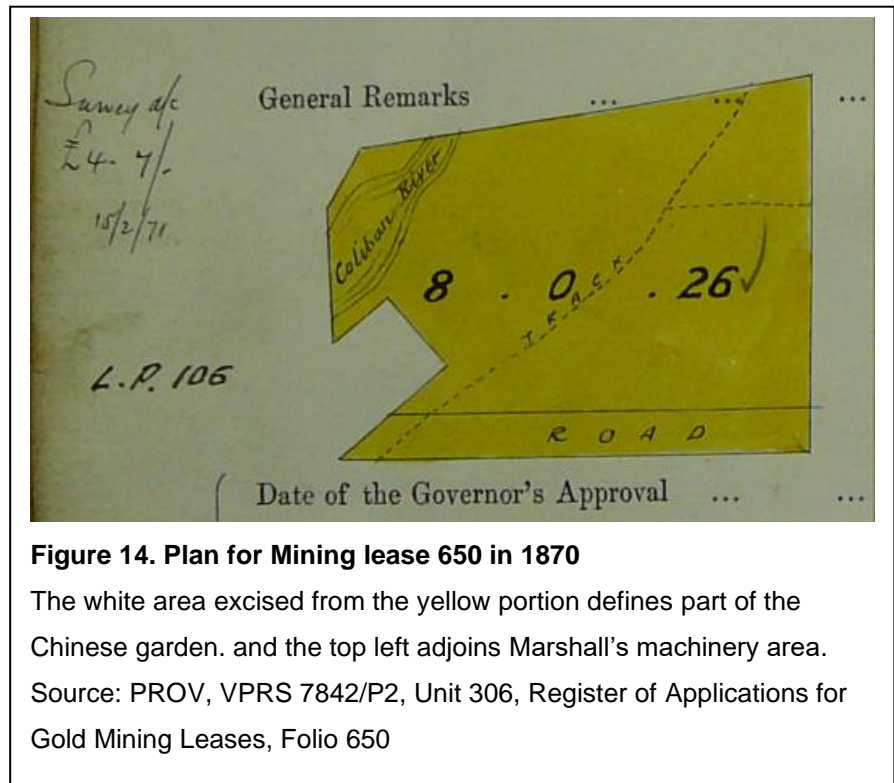 Survey a/c
£4. 7/-
15/2/71
General Remarks ... ... ...
Coliban River
8 . 0 . 26
TRACK
L.P. 106
ROAD
Date of the Governor's Approval ... ...
Figure 14. Plan for Mining lease 650 in 1870
The white area excised from the yellow portion defines part of the
Chinese garden. and the top left adjoins Marshall's machinery area.
Source: PROV, VPRS 7842/P2, Unit 306, Register of Applications for
Gold Mining Leases, Folio 650